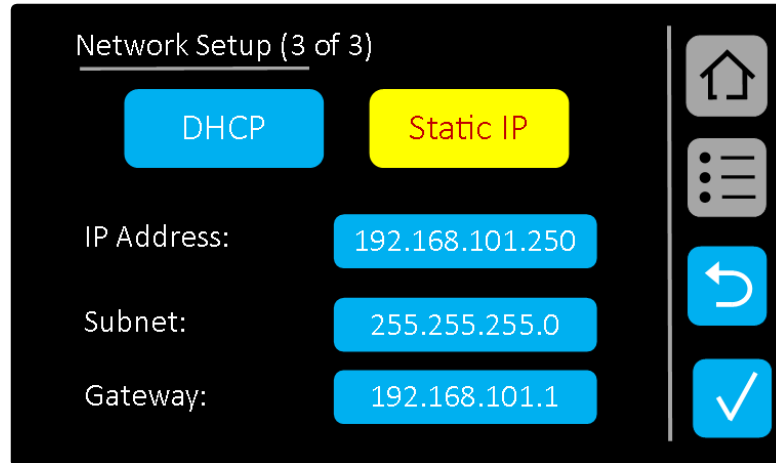 Network Setup (3 of 3)
DHCP Static IP
IP Address: 192.168.101.250
Subnet: 255.255.255.0
Gateway: 192.168.101.1